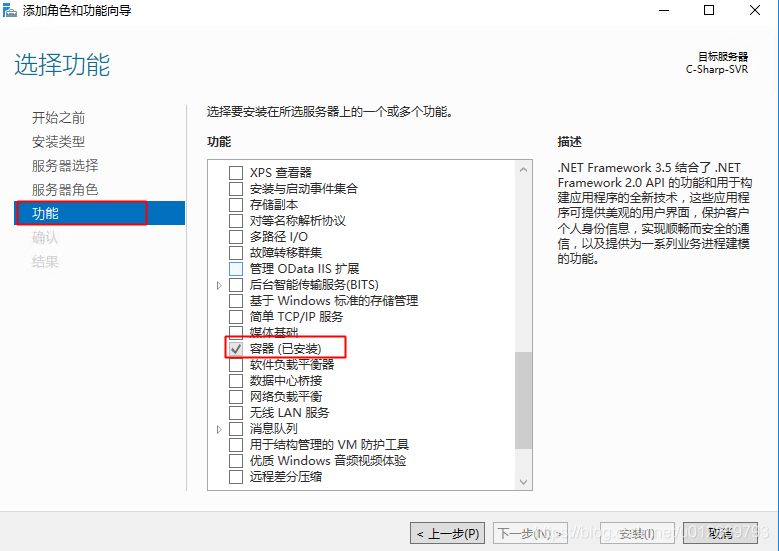 添加角色和功能向导
选择功能
目标服务器
C-Sharp-SVR
开始之前
安装类型
服务器选择
服务器角色
功能
确认
结果
选择要安装在所选服务器上的一个或多个功能。
功能
XPS 查看器
安装与启动事件集合
存储副本
对等名称解析协议
多路径 I/O
故障转移群集
管理 OData IIS 扩展
后台智能传输服务(BITS)
基于 Windows 标准的存储管理
简单 TCP/IP 服务
媒体基础
容器 (已安装)
软件负载平衡器
数据中心桥接
网络负载平衡
无线 LAN 服务
消息队列
用于结构管理的 VM 防护工具
优质 Windows 音频视频体验
远程差分压缩
描述
.NET Framework 3.5 结合了 .NET
Framework 2.0 API 的功能和用于构
建应用程序的全新技术，这些应用程
序可提供美观的用户界面，保护客户
个人身份信息，实现顺畅而安全的通
信，以及提供为一系列业务进程建模
的功能。
< 上一步(P)
下一步(N) >
安装(I)
取消